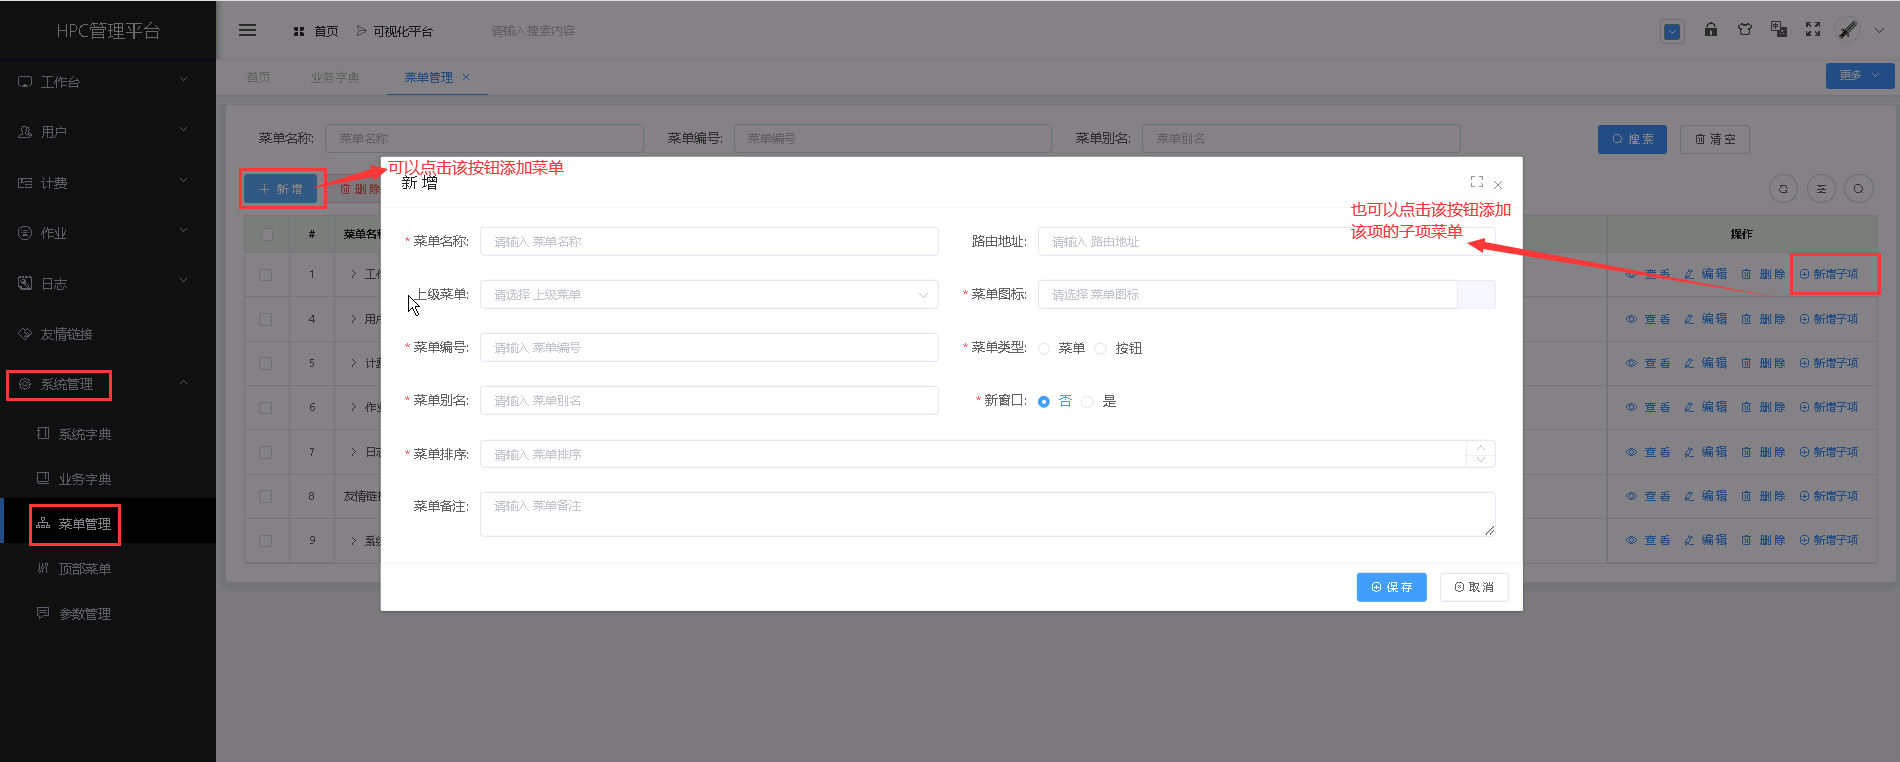 HPC管理平台
首页
可视化平台
请输入搜索内容
工作台
用户
计费
作业
日志
友情链接
系统管理
系统字典
业务字典
菜单管理
顶部菜单
参数管理
首页
业务字典
菜单管理
更多
菜单名称:
菜单名称
菜单编号:
菜单编号
菜单别名:
菜单别名
搜索
清空
新增
删除
可以点击该按钮添加菜单
新增
也可以点击该按钮添加
该项的子项菜单
#
操作
1
查看 编辑 删除 新增子项
4
查看 编辑 删除 新增子项
5
查看 编辑 删除 新增子项
6
查看 编辑 删除 新增子项
7
查看 编辑 删除 新增子项
8
友情链
查看 编辑 删除 新增子项
9
查看 编辑 删除 新增子项
* 菜单名称:
请输入 菜单名称
路由地址:
请输入 路由地址
上级菜单:
请选择 上级菜单
* 菜单图标:
请选择 菜单图标
* 菜单编号:
请输入 菜单编号
* 菜单类型:
菜单
按钮
* 菜单别名:
请输入 菜单别名
* 新窗口:
否
是
* 菜单排序:
请输入 菜单排序
菜单备注:
请输入 菜单备注
保存
取消